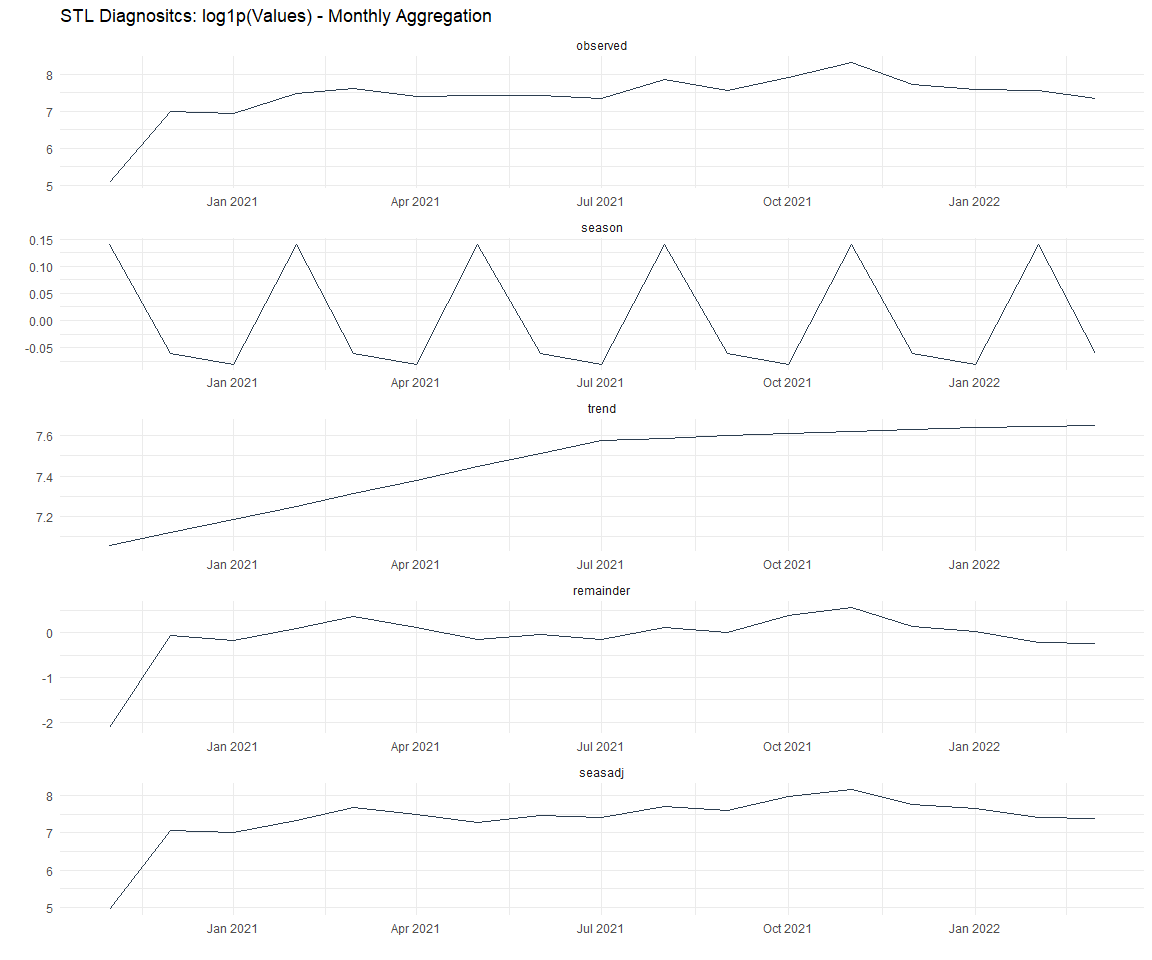 STL Diagnositcs: log1p(Values) - Monthly Aggregation
observed
8
7
6
5
Jan 2021 Apr 2021 Jul 2021 Oct 2021 Jan 2022
season
0.15
0.10
0.05
0.00
-0.05
Jan 2021 Apr 2021 Jul 2021 Oct 2021 Jan 2022
trend
7.6
7.4
7.2
Jan 2021 Apr 2021 Jul 2021 Oct 2021 Jan 2022
remainder
0
-1
-2
Jan 2021 Apr 2021 Jul 2021 Oct 2021 Jan 2022
seasadj
8
7
6
5
Jan 2021 Apr 2021 Jul 2021 Oct 2021 Jan 2022